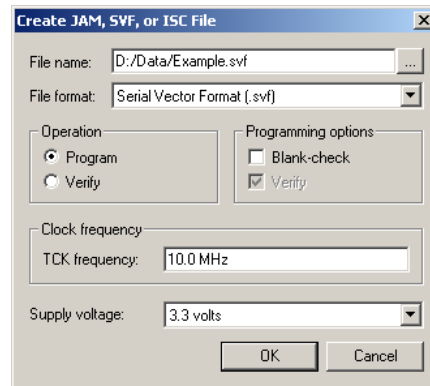 Create JAM, SVF, or ISC File
File name: D:/Data/Example.svf ...
File format: Serial Vector Format (.svf)
Operation Programming options
Program Blank-check
Verify Verify
Clock frequency
TCK frequency: 10.0 MHz
Supply voltage: 3.3 volts
OK Cancel